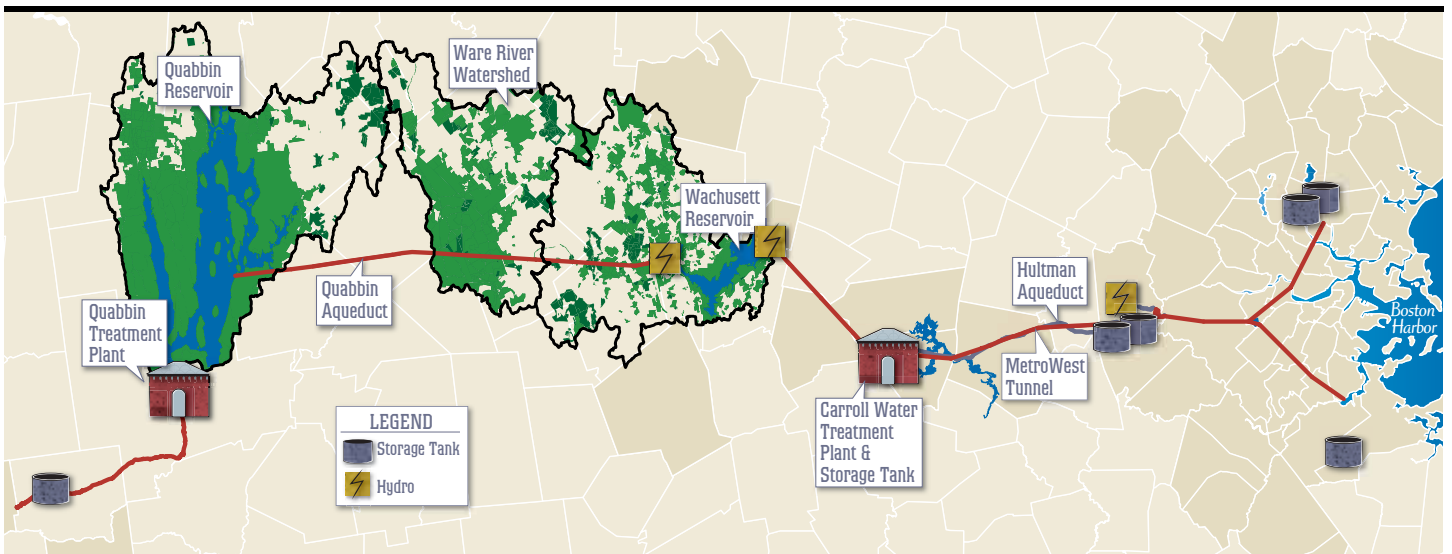 Quabbin
Reservoir
Ware River
Watershed
Wachusett
Reservoir
Quabbin
Aqueduct
Quabbin
Treatment
Plant
Hultman
Aqueduct
Boston
Harbor
MetroWest
Tunnel
Carroll Water
Treatment
Plant &
Storage Tank
LEGEND
Storage Tank
Hydro